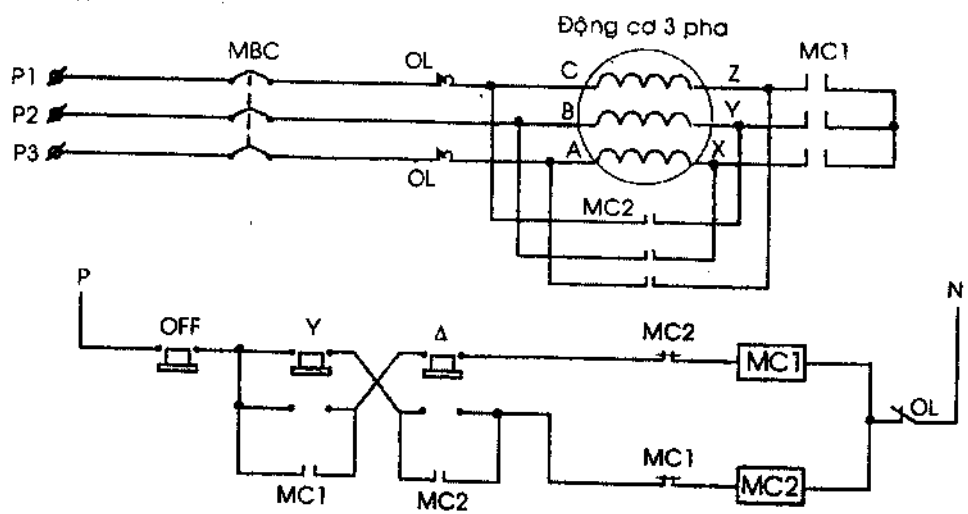 Động cơ 3 pha
MBC
OL
C
Z
MC1
P1
P2
B
Y
P3
A
X
OL
MC2
P
N
OFF
Y
Δ
MC2
MC1
OL
MC1
MC2
MC1
MC2